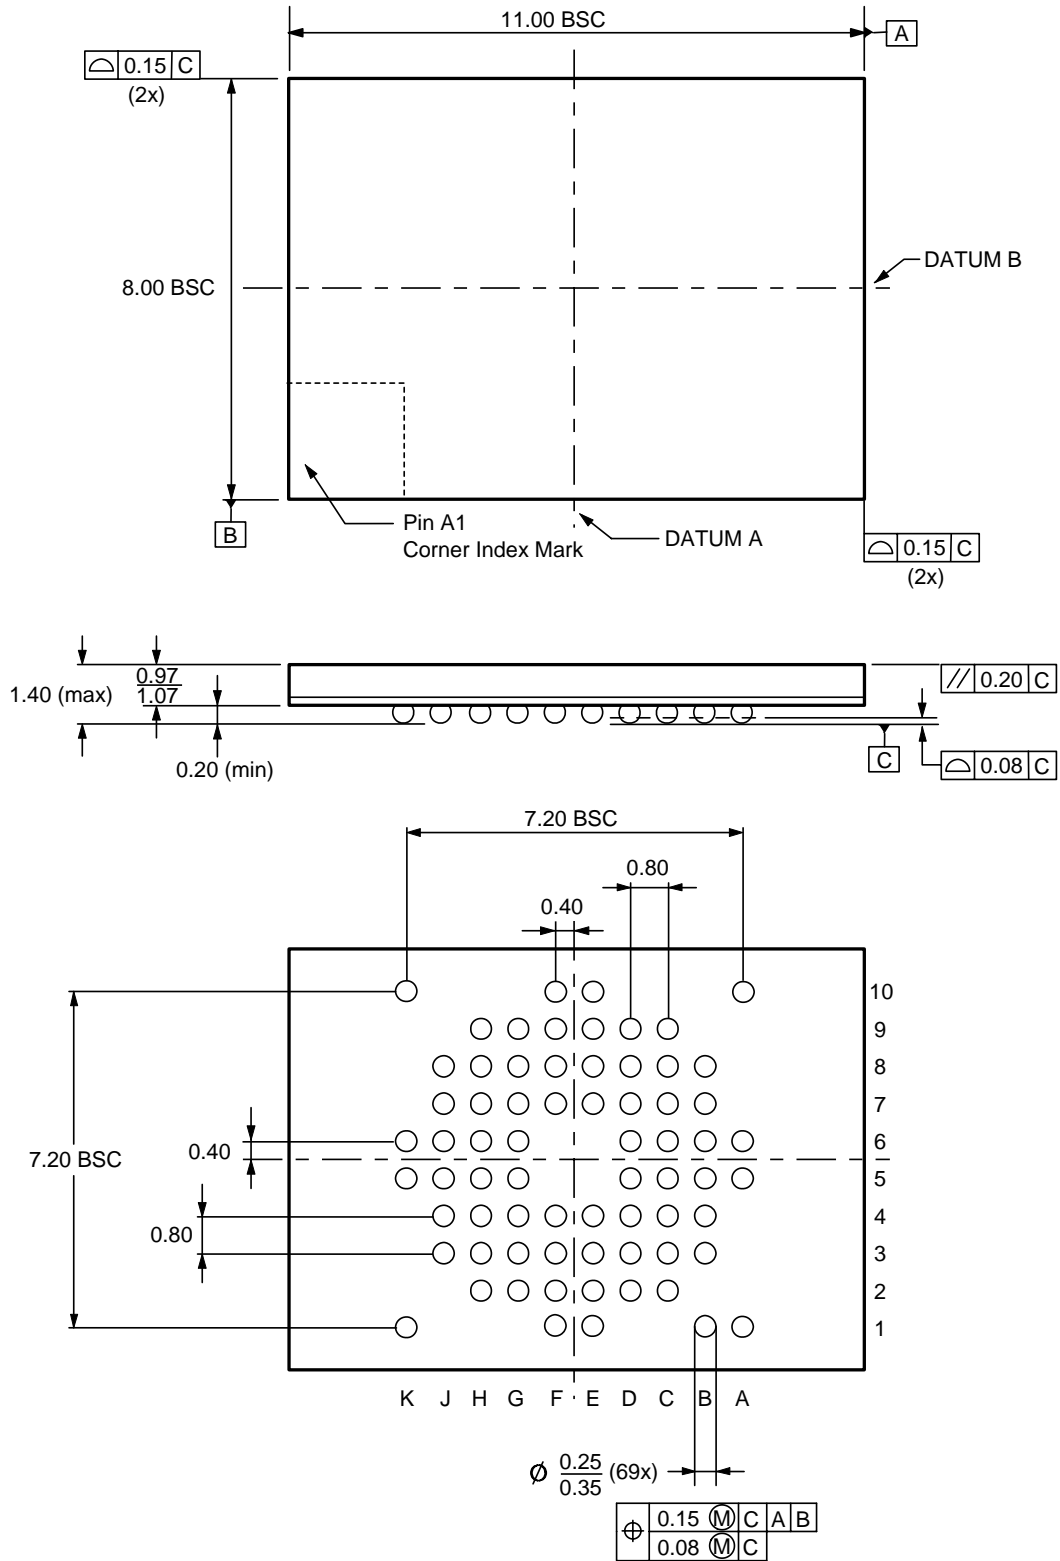 11.00 BSC
A
⌓ 0.15 C
(2x)
8.00 BSC
DATUM B
B
Pin A1
Corner Index Mark
DATUM A
⌓ 0.15 C
(2x)
1.40 (max)
0.97
1.07
0.20 (min)
// 0.20 C
C
⌓ 0.08 C
7.20 BSC
0.80
0.40
10
9
8
7
6
5
4
3
2
1
7.20 BSC
0.40
0.80
K J H G F E D C B A
Ø 0.25
0.35 (69x)
⌖ 0.15 Ⓜ C A B
0.08 Ⓜ C